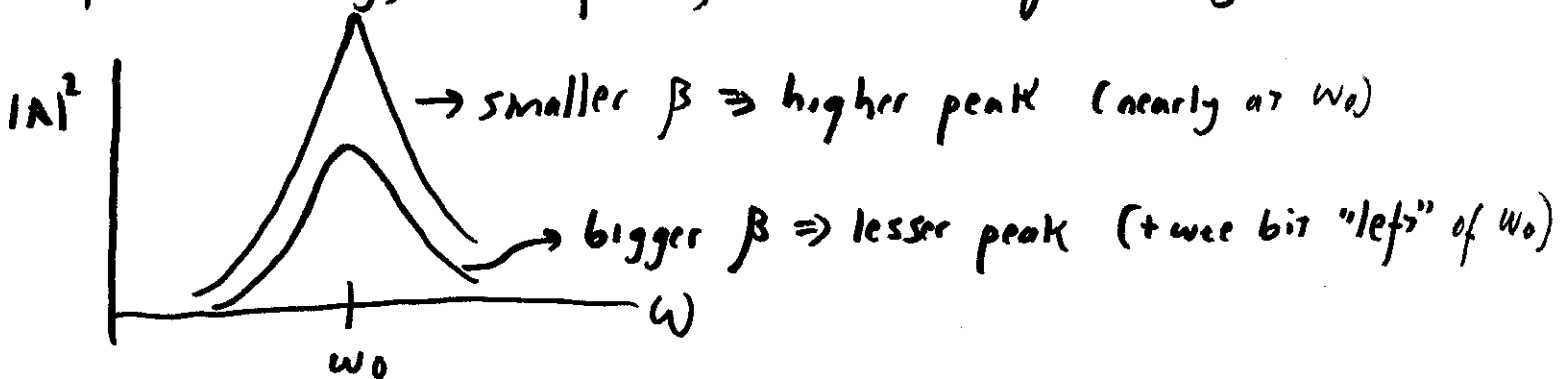 |A|²
→ smaller β ⇒ higher peak (nearly at ω₀)
→ bigger β ⇒ lesser peak (+ wee bit "left" of ω₀)
ω
ω₀